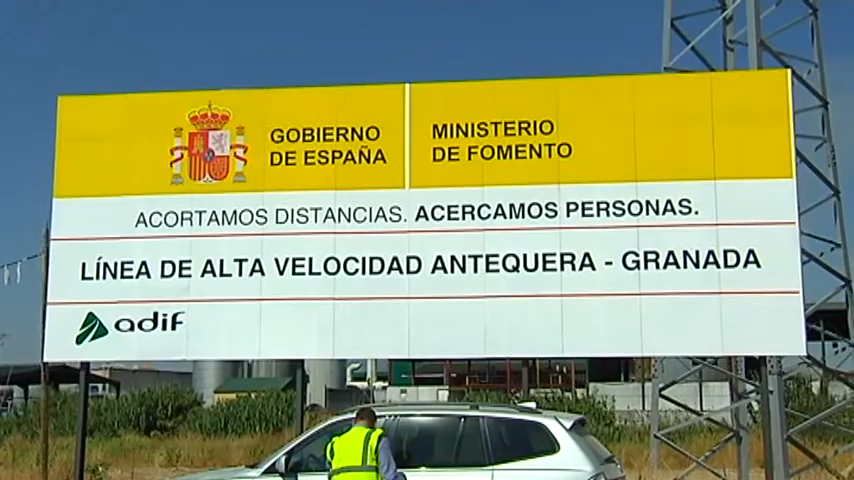 GOBIERNO
DE ESPAÑA
MINISTERIO
DE FOMENTO
ACORTAMOS DISTANCIAS. ACERCAMOS PERSONAS.
LÍNEA DE ALTA VELOCIDAD ANTEQUERA - GRANADA
adif